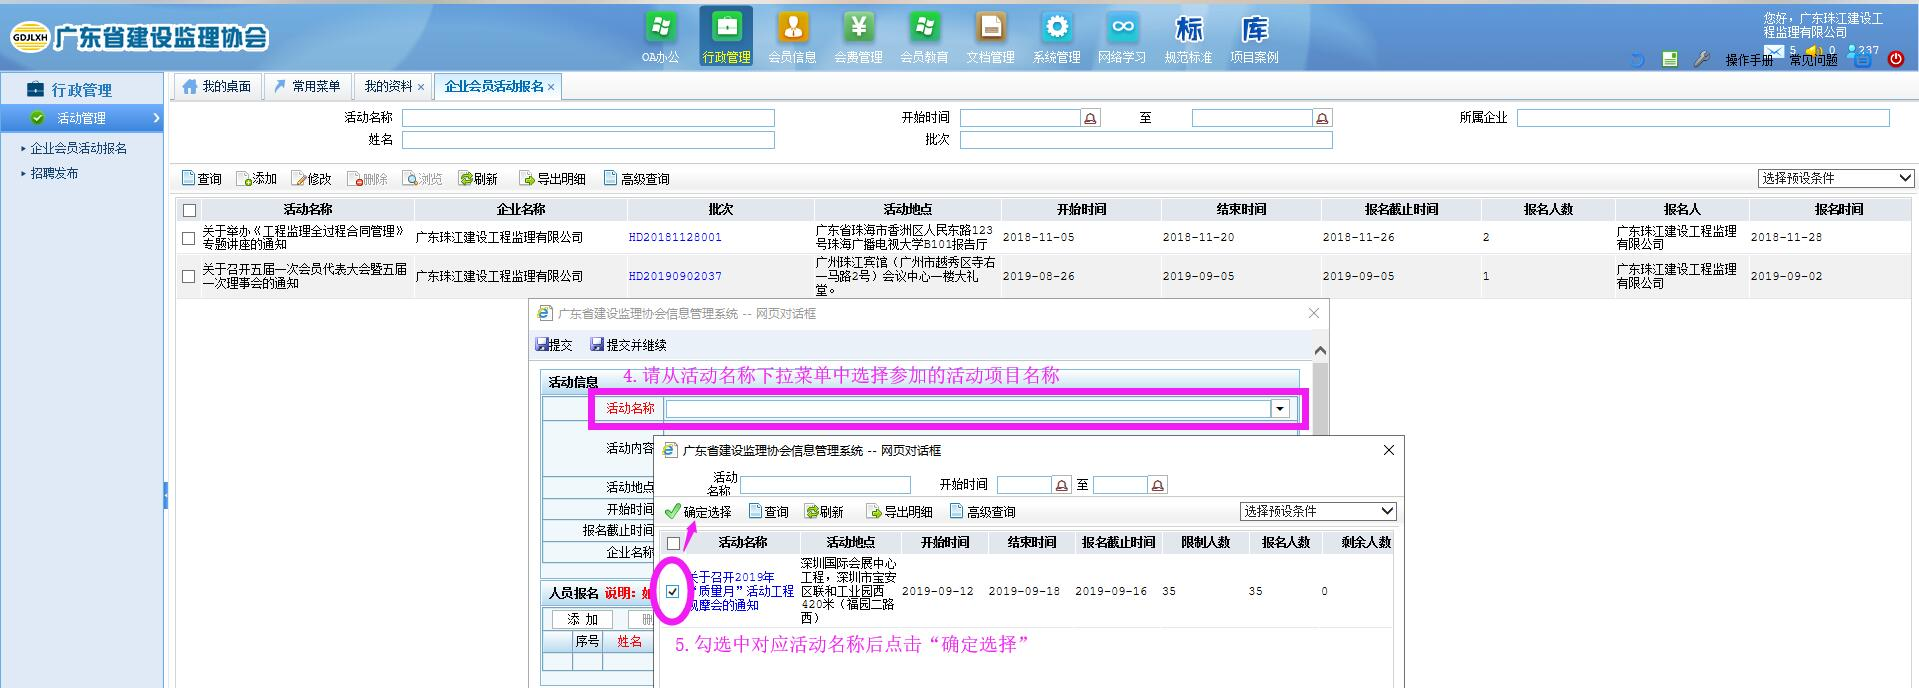 GDJLXH 广东省建设监理协会
OA办公 行政管理 会员信息 会费管理 会员教育 文档管理 系统管理 网络学习 规范标准 项目案例
标 库
您好，广东珠江建设工
程监理有限公司
5 0 237
操作手册 常见问题
行政管理
活动管理
企业会员活动报名
招聘发布
我的桌面 常用菜单 我的资料 × 企业会员活动报名 ×
活动名称 开始时间 至 所属企业
姓名 批次
查询 添加 修改 删除 浏览 刷新 导出明细 高级查询 选择预设条件
活动名称 企业名称 批次 活动地点 开始时间 结束时间 报名截止时间 报名人数 报名人 报名时间
关于举办《工程监理全过程合同管理》
专题讲座的通知
广东珠江建设工程监理有限公司
HD20181128001
广东省珠海市香洲区人民东路123
号珠海广播电视大学B101报告厅
2018-11-05 2018-11-20 2018-11-26 2
广东珠江建设工程监理
有限公司
2018-11-28
关于召开五届一次会员代表大会暨五届
一次理事会的通知
广东珠江建设工程监理有限公司
HD20190902037
广州珠江宾馆（广州市越秀区寺右
一马路2号）会议中心一楼大礼
堂。
2019-08-26 2019-09-05 2019-09-05 1
广东珠江建设工程监理
有限公司
2019-09-02
广东省建设监理协会信息管理系统 -- 网页对话框
提交 提交并继续
活动信息
4.请从活动名称下拉菜单中选择参加的活动项目名称
活动名称
活动内容
活动地点
开始时间
报名截止时间
企业名称
人员报名 说明：
添 加
序号 姓名
广东省建设监理协会信息管理系统 -- 网页对话框
活动
名称
开始时间 至
确定选择 查询 刷新 导出明细 高级查询 选择预设条件
活动名称 活动地点 开始时间 结束时间 报名截止时间 限制人数 报名人数 剩余人数
关于召开2019年
“质量月”活动工程
观摩会的通知
深圳国际会展中心
工程，深圳市宝安
区联和工业园西
420米（福园二路
西）
2019-09-12 2019-09-18 2019-09-16 35 35 0
5.勾选中对应活动名称后点击“确定选择”